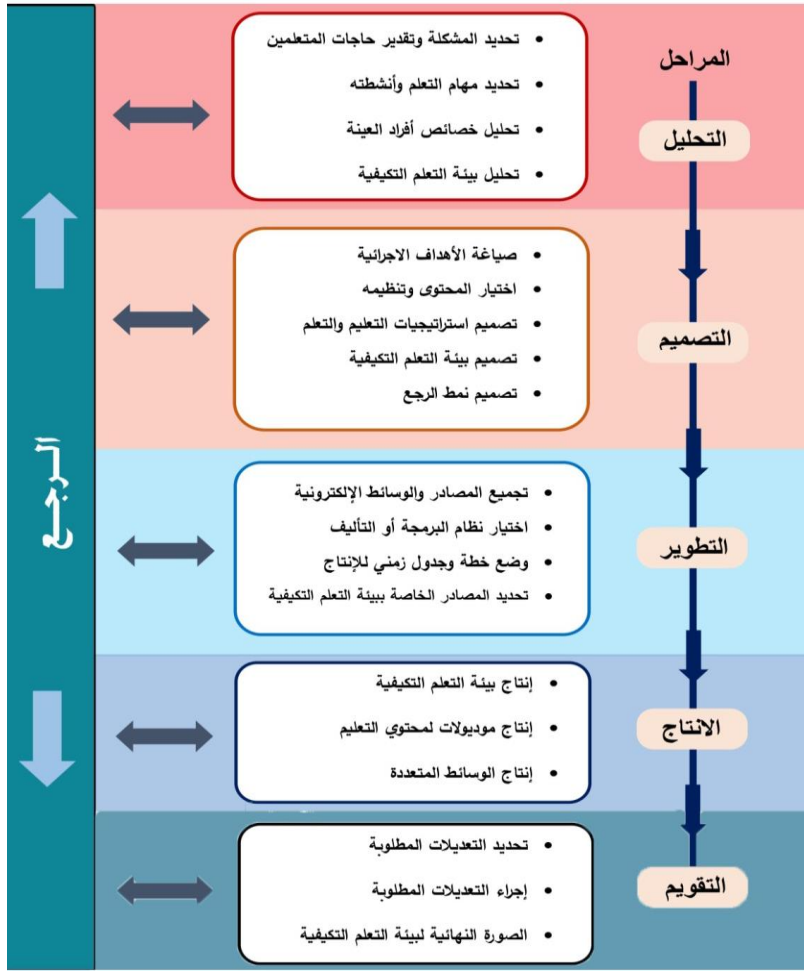 المراحل
التحليل
تحديد المشكلة وتقدير حاجات المتعلمين
تحديد مهام التعلم وأنشطته
تحليل خصائص أفراد العينة
تحليل بيئة التعلم التكيفية
التصميم
صياغة الأهداف الاجرائية
اختيار المحتوى وتنظيمه
تصميم استراتيجيات التعليم والتعلم
تصميم بيئة التعلم التكيفية
تصميم نمط الرجع
التطوير
تجميع المصادر والوسائط الإلكترونية
اختيار نظام البرمجة أو التأليف
وضع خطة وجدول زمني للإنتاج
تحديد المصادر الخاصة ببيئة التعلم التكيفية
الانتاج
إنتاج بيئة التعلم التكيفية
إنتاج موديولات لمحتوي التعليم
إنتاج الوسائط المتعددة
التقويم
تحديد التعديلات المطلوبة
إجراء التعديلات المطلوبة
الصورة النهائية لبيئة التعلم التكيفية
الرجع